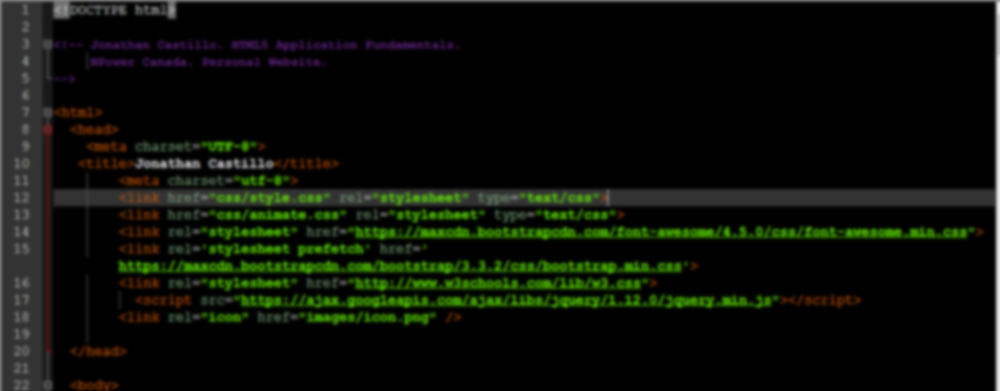 1 <!DOCTYPE html>
2
3 <!-- Jonathan Castillo. HTML5 Application Fundamentals.
4 NPower Canada. Personal Website.
5 -->
6
7 <html>
8 <head>
9 <meta charset="UTF-8">
10 <title>Jonathan Castillo</title>
11 <meta charset="utf-8">
12 <link href="css/style.css" rel="stylesheet" type="text/css">
13 <link href="css/animate.css" rel="stylesheet" type="text/css">
14 <link rel="stylesheet" href="https://maxcdn.bootstrapcdn.com/font-awesome/4.5.0/css/font-awesome.min.css">
15 <link rel='stylesheet prefetch' href='
https://maxcdn.bootstrapcdn.com/bootstrap/3.3.2/css/bootstrap.min.css'>
16 <link rel="stylesheet" href="http://www.w3schools.com/lib/w3.css">
17 <script src="https://ajax.googleapis.com/ajax/libs/jquery/1.12.0/jquery.min.js"></script>
18 <link rel="icon" href="images/icon.png" />
19
20 </head>
21
22 <body>